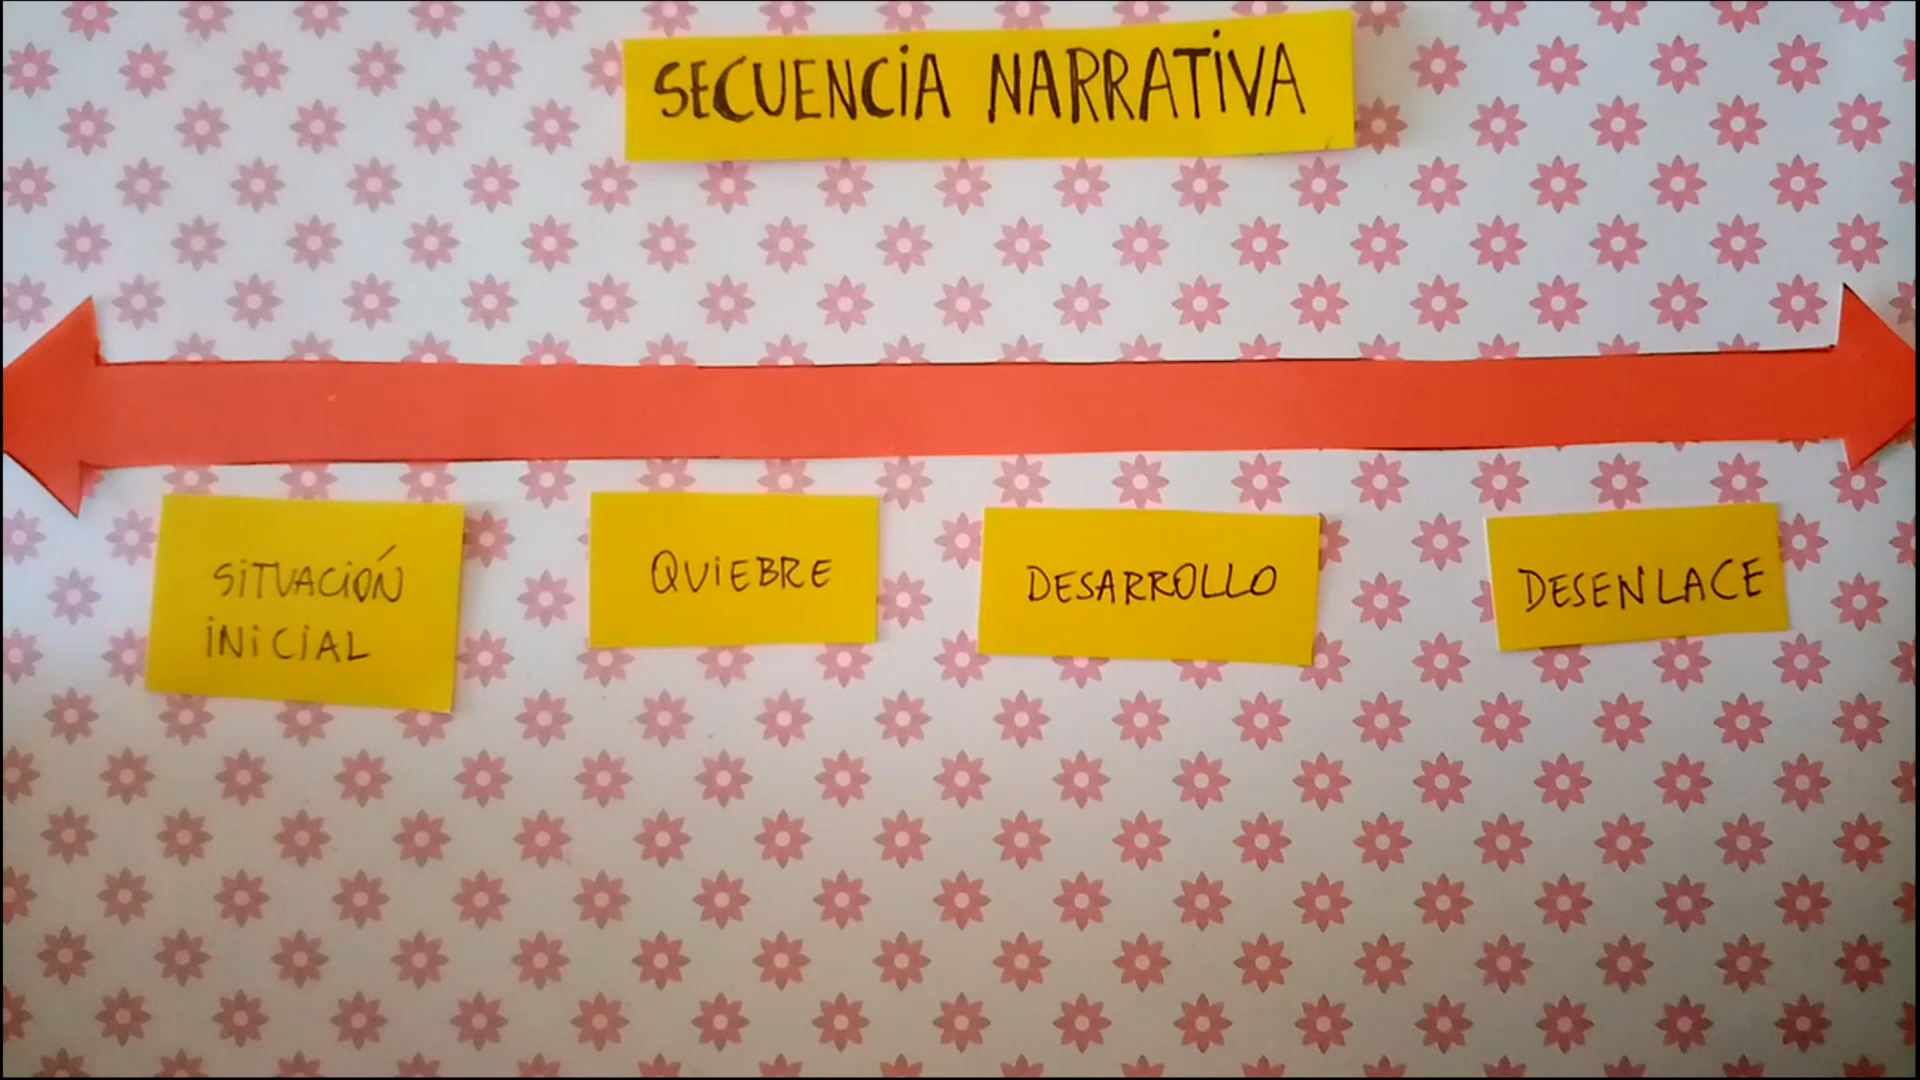 SECUENCIA NARRATIVA
SITUACIÓN
INICIAL
QUIEBRE
DESARROLLO
DESENLACE